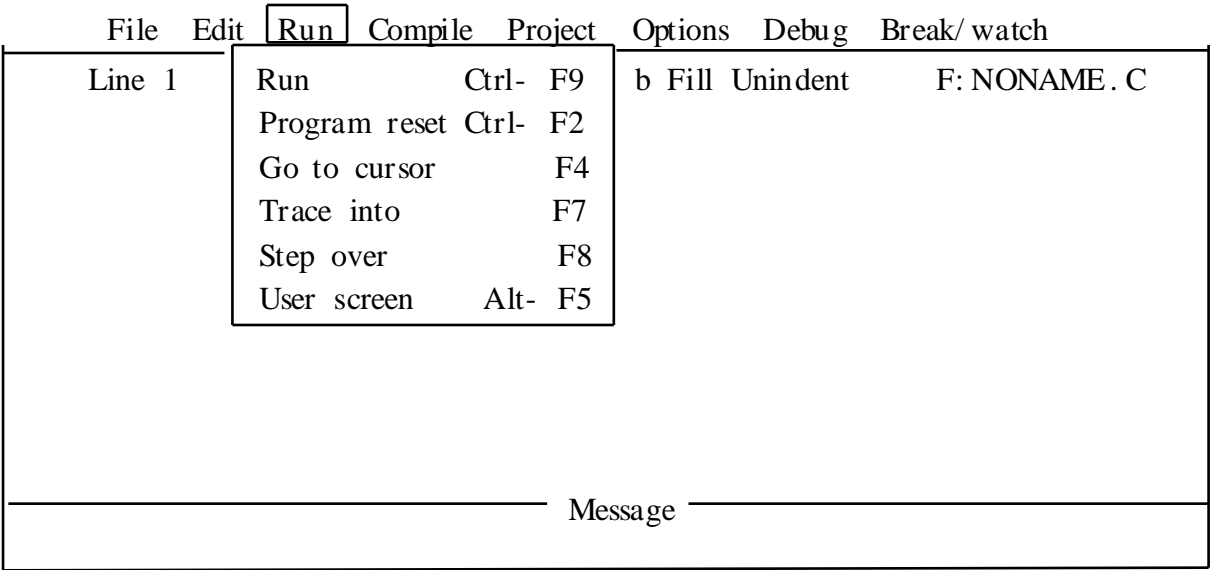 File Edit Run Compile Project Options Debug Break/watch
Line 1 b Fill Unindent F:NONAME.C
Run Ctrl-F9
Program reset Ctrl-F2
Go to cursor F4
Trace into F7
Step over F8
User screen Alt-F5
Message